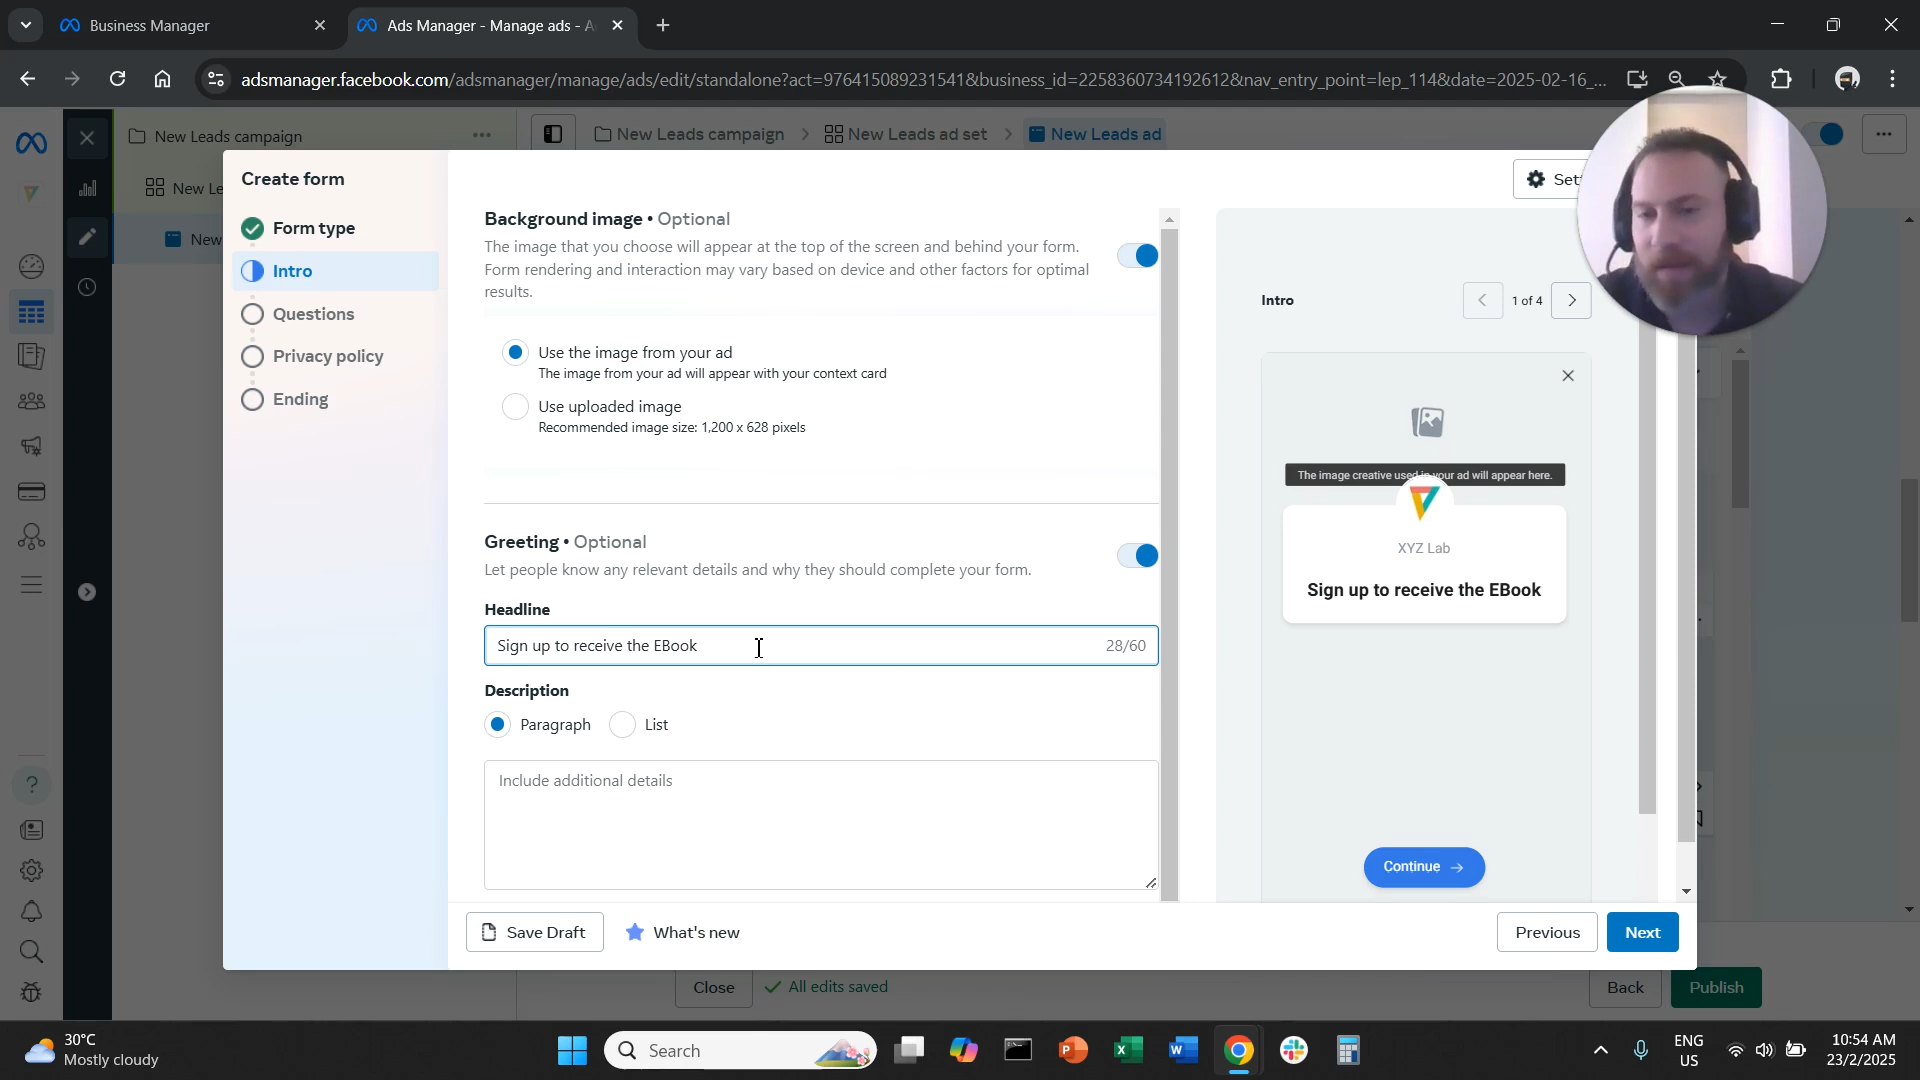 Business Manager
Ads Manager - Manage ads - A
adsmanager.facebook.com/adsmanager/manage/ads/edit/standalone?act=976415089231541&business_id=2258360734192612&nav_entry_point=lep_114&date=2025-02-16_...
New Leads campaign
New Leads campaign
New Leads ad set
New Leads ad
New Le
New
Create form
Form type
Intro
Questions
Privacy policy
Ending
Set
Background image • Optional
The image that you choose will appear at the top of the screen and behind your form.
Form rendering and interaction may vary based on device and other factors for optimal
results.
Use the image from your ad
The image from your ad will appear with your context card
Use uploaded image
Recommended image size: 1,200 x 628 pixels
Greeting • Optional
Let people know any relevant details and why they should complete your form.
Headline
Sign up to receive the EBook
28/60
Description
Paragraph
List
Include additional details
Intro
1 of 4
The image creative used in your ad will appear here.
XYZ Lab
Sign up to receive the EBook
Continue
Save Draft
What's new
Previous
Next
Close
All edits saved
Back
Publish
30°C
Mostly cloudy
Search
ENG
US
10:54 AM
23/2/2025